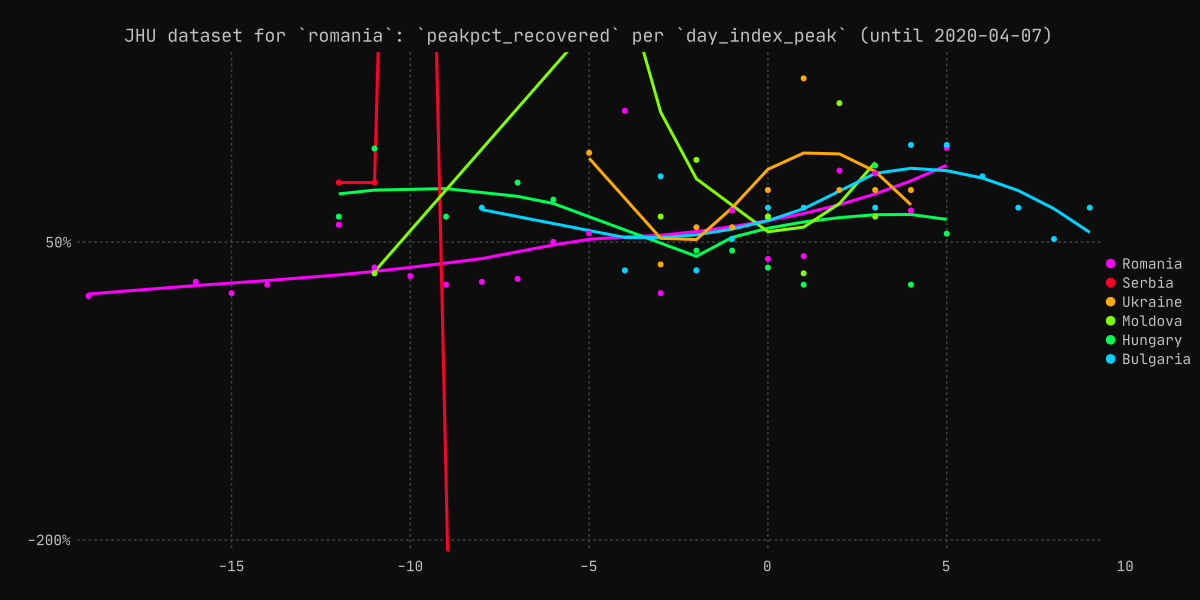 JHU dataset for `romania`: `peakpct_recovered` per `day_index_peak` (until 2020-04-07)
50%
-200%
-15
-10
-5
0
5
10
Romania
Serbia
Ukraine
Moldova
Hungary
Bulgaria